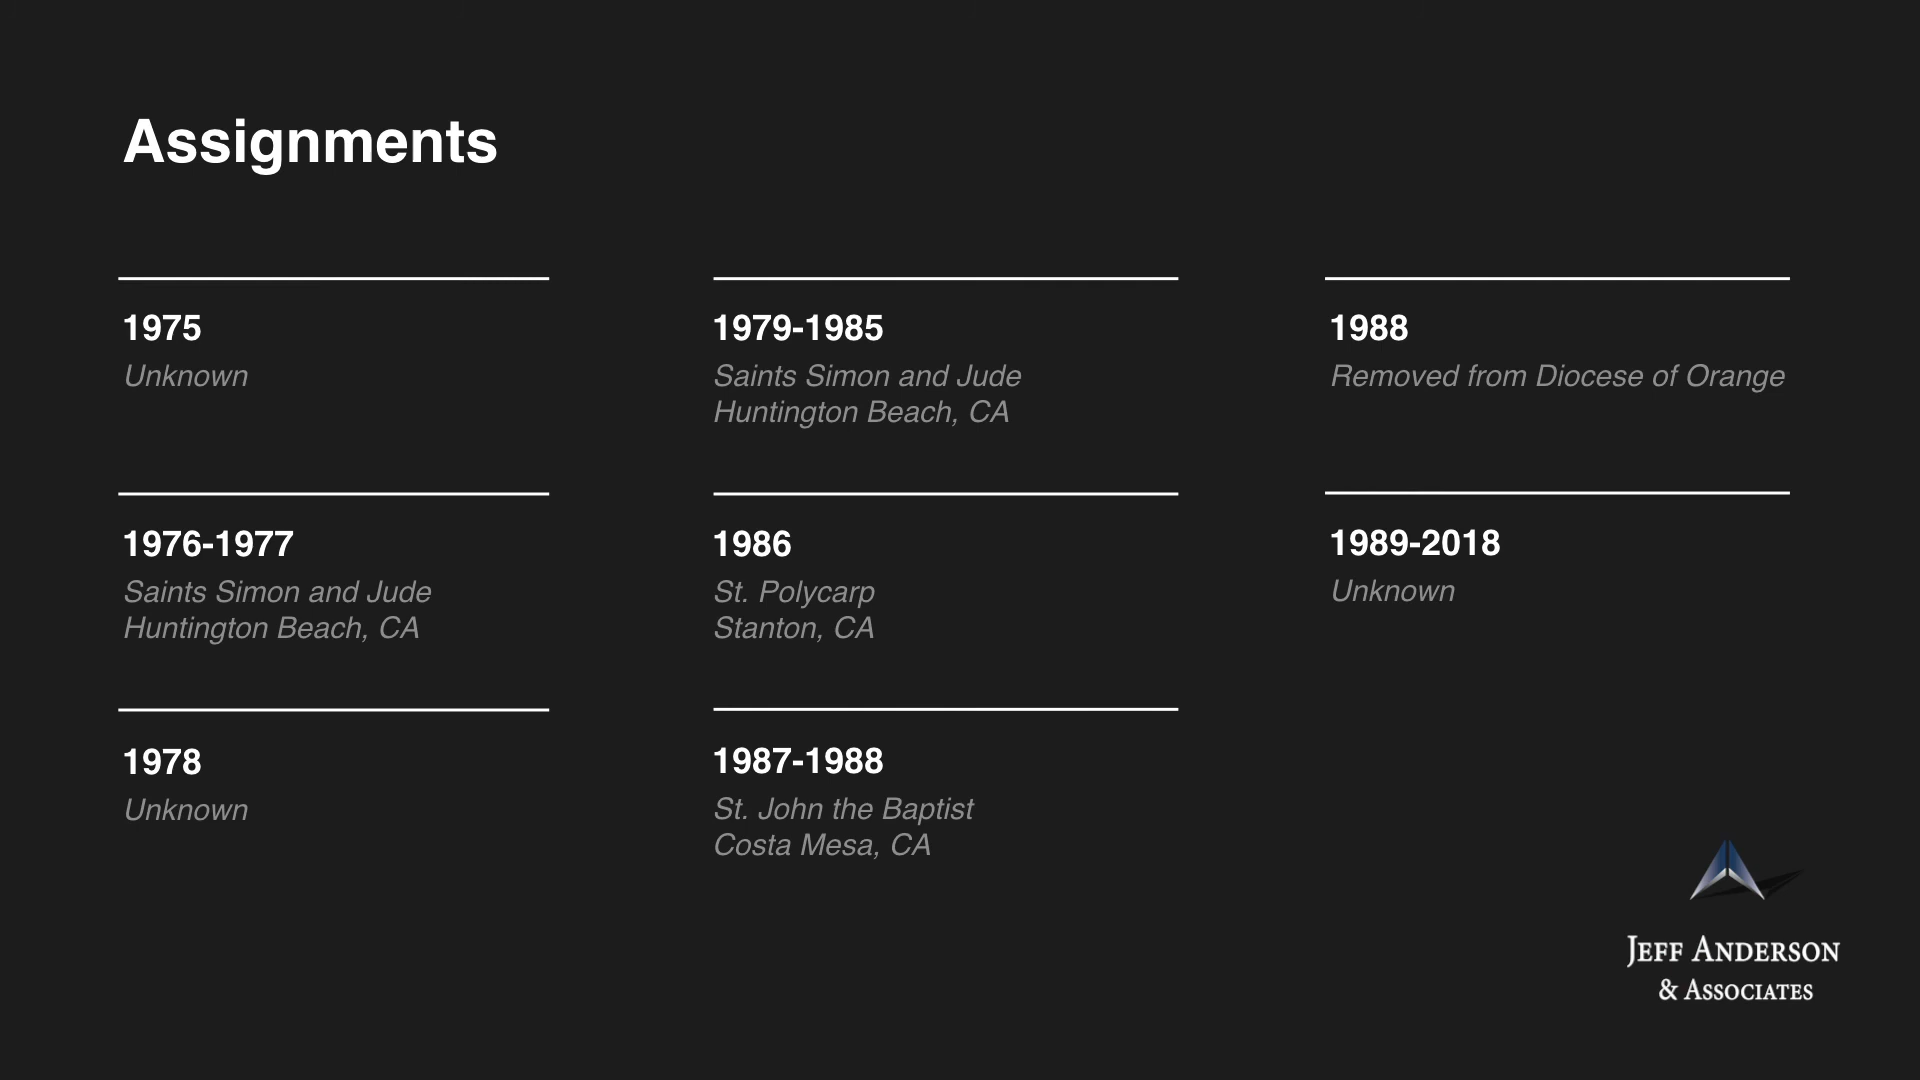 Assignments
1975
Unknown
1976-1977
Saints Simon and Jude
Huntington Beach, CA
1978
Unknown
1979-1985
Saints Simon and Jude
Huntington Beach, CA
1986
St. Polycarp
Stanton, CA
1987-1988
St. John the Baptist
Costa Mesa, CA
1988
Removed from Diocese of Orange
1989-2018
Unknown
JEFF ANDERSON
& ASSOCIATES